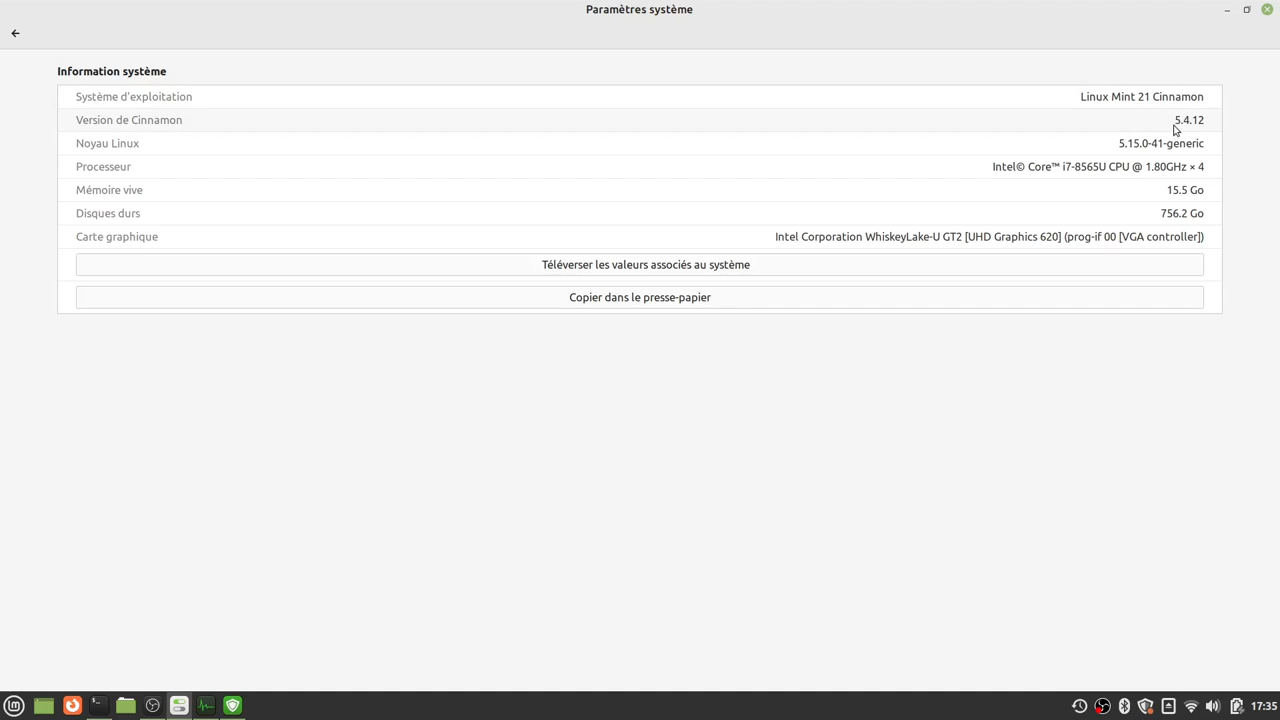 Paramètres système
Information système
Système d'exploitation Linux Mint 21 Cinnamon
Version de Cinnamon 5.4.12
Noyau Linux 5.15.0-41-generic
Processeur Intel© Core™ i7-8565U CPU @ 1.80GHz × 4
Mémoire vive 15.5 Go
Disques durs 756.2 Go
Carte graphique Intel Corporation WhiskeyLake-U GT2 [UHD Graphics 620] (prog-if 00 [VGA controller])
Téléverser les valeurs associés au système
Copier dans le presse-papier
17:35